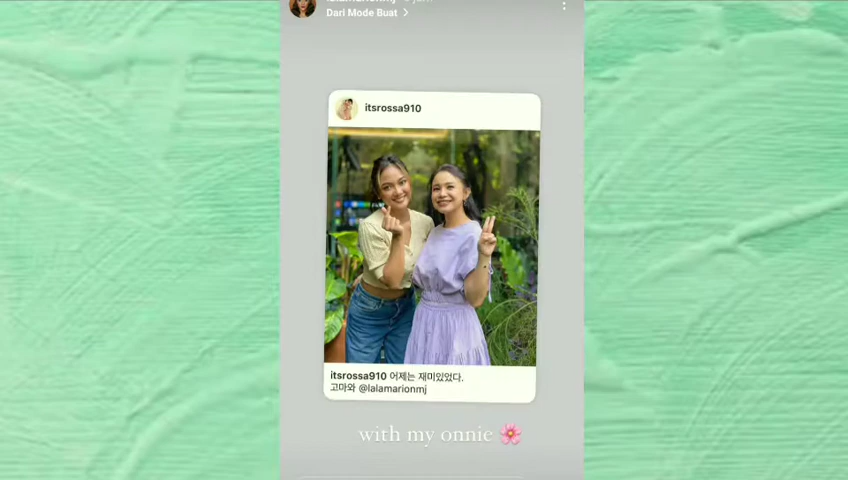 Dari Mode Buat
itsrossa910
itsrossa910 어제는 재미있었다.
고마와 @lalamarionmj
with my onnie 🌸